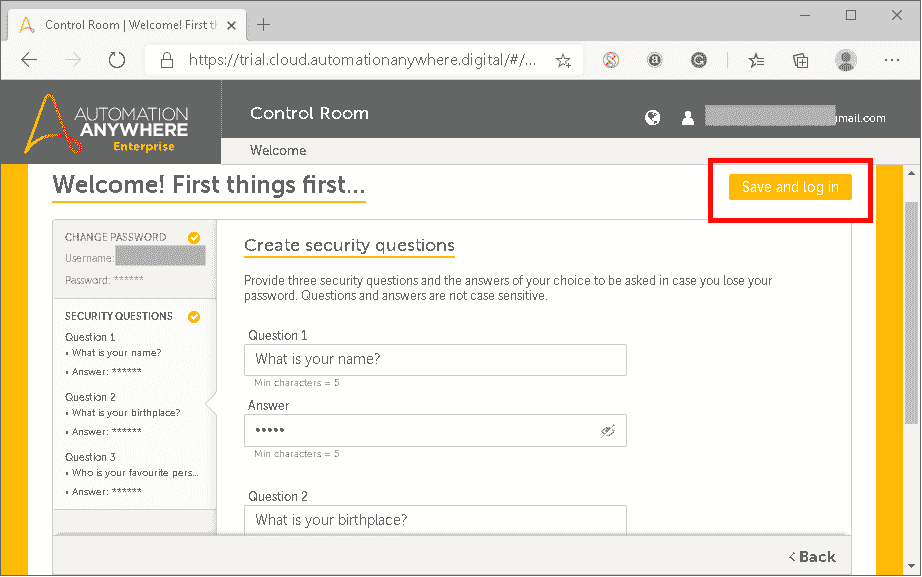 Control Room | Welcome! First th
https://trial.cloud.automationanywhere.digital/#/...
AUTOMATION
ANYWHERE
Enterprise
Control Room
mail.com
Welcome
Welcome! First things first...
Save and log in
CHANGE PASSWORD
Username:
Password: ******
SECURITY QUESTIONS
Question 1
• What is your name?
• Answer: ******
Question 2
• What is your birthplace?
• Answer: ******
Question 3
• Who is your favourite pers...
• Answer: ******
Create security questions
Provide three security questions and the answers of your choice to be asked in case you lose your
password. Questions and answers are not case sensitive.
Question 1
What is your name?
Min characters = 5
Answer
•••••
Min characters = 5
Question 2
What is your birthplace?
< Back